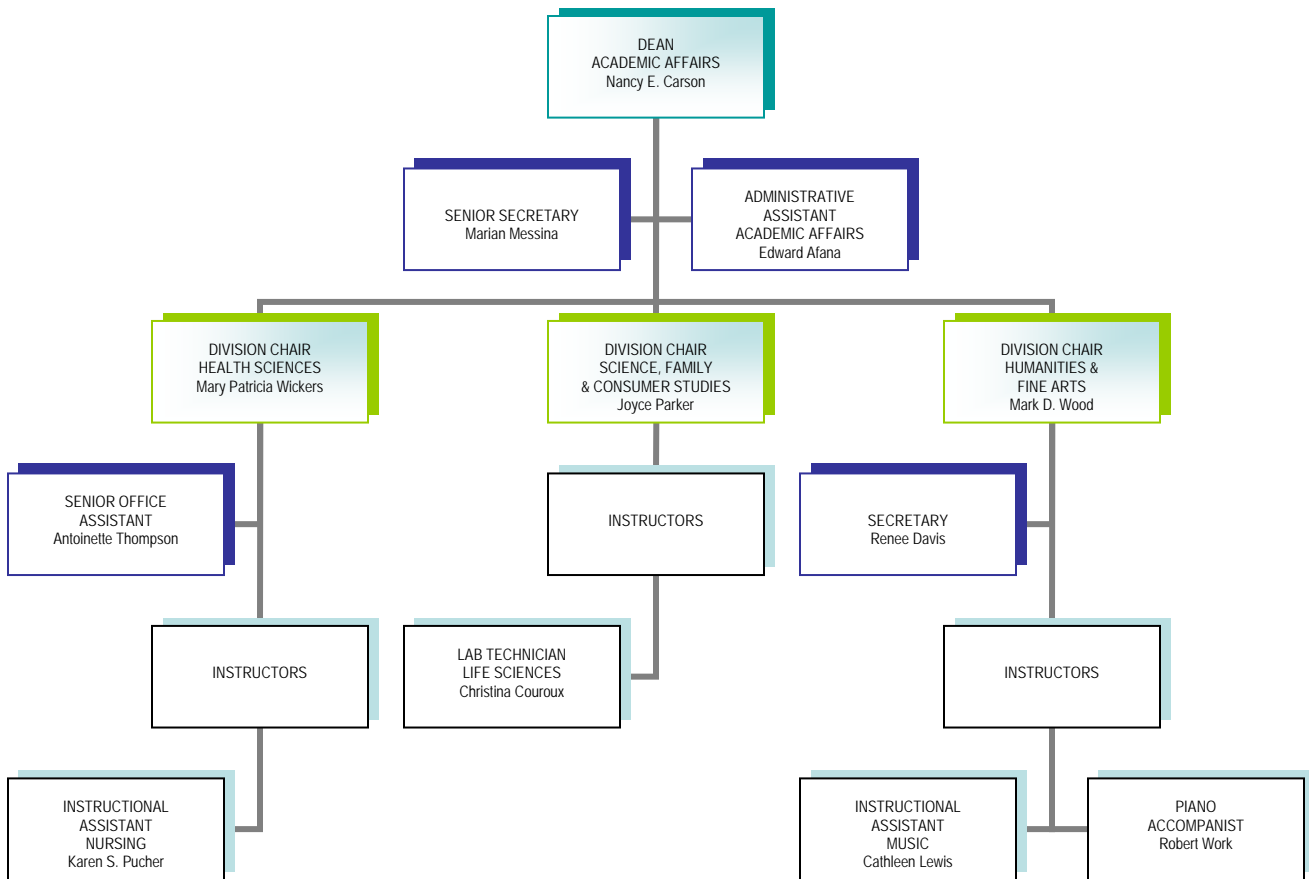 DEAN
ACADEMIC AFFAIRS
Nancy E. Carson
SENIOR SECRETARY
Marian Messina
ADMINISTRATIVE
ASSISTANT
ACADEMIC AFFAIRS
Edward Afana
DIVISION CHAIR
HEALTH SCIENCES
Mary Patricia Wickers
DIVISION CHAIR
SCIENCE, FAMILY
& CONSUMER STUDIES
Joyce Parker
DIVISION CHAIR
HUMANITIES &
FINE ARTS
Mark D. Wood
SENIOR OFFICE
ASSISTANT
Antoinette Thompson
INSTRUCTORS
SECRETARY
Renee Davis
INSTRUCTORS
LAB TECHNICIAN
LIFE SCIENCES
Christina Couroux
INSTRUCTORS
INSTRUCTIONAL
ASSISTANT
NURSING
Karen S. Pucher
INSTRUCTIONAL
ASSISTANT
MUSIC
Cathleen Lewis
PIANO
ACCOMPANIST
Robert Work